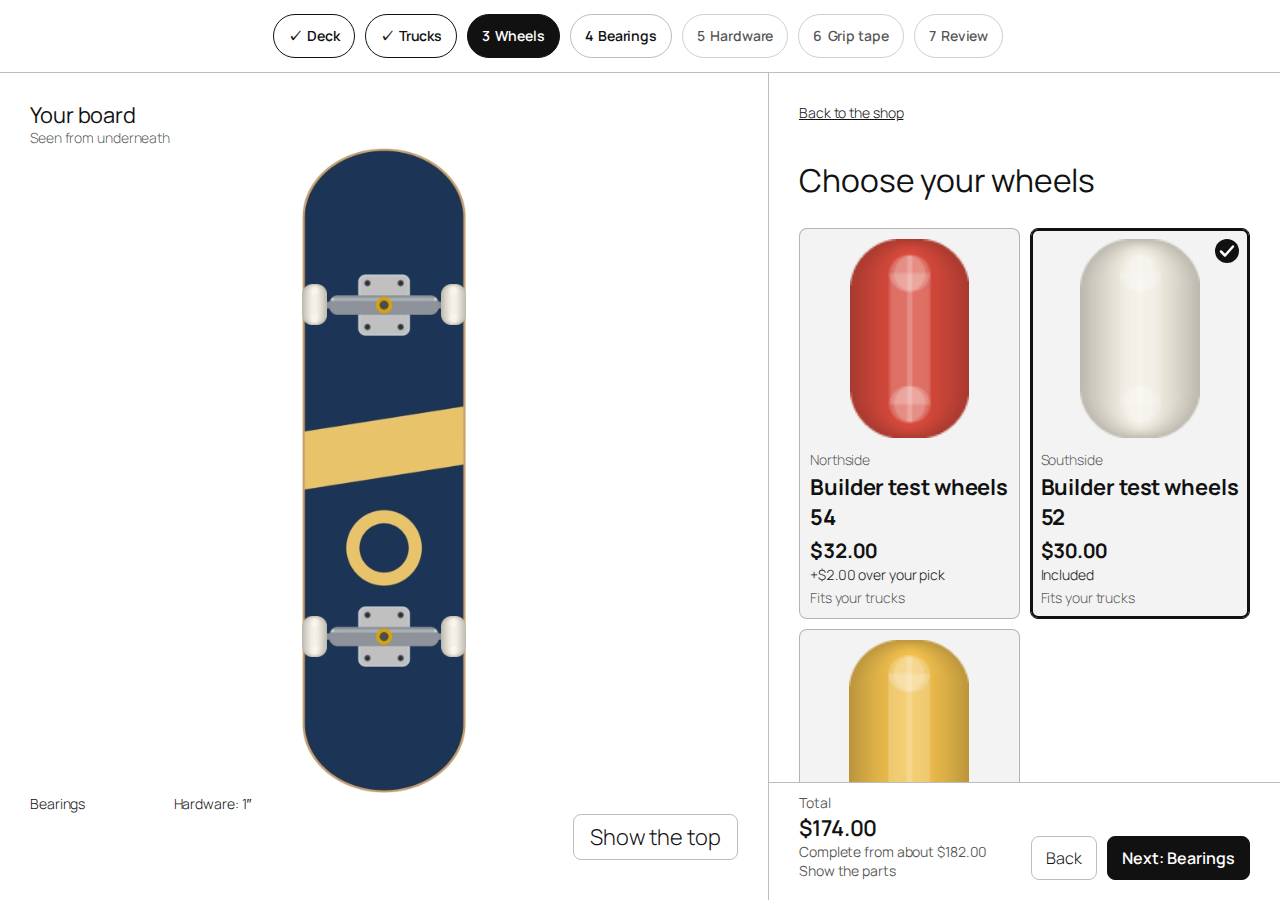 ✓ Deck
✓ Trucks
3 Wheels
4 Bearings
5 Hardware
6 Grip tape
7 Review
Your board
Seen from underneath
Bearings
Hardware: 1″
Show the top
Back to the shop
Choose your wheels
Northside
Builder test wheels
54
$32.00
+$2.00 over your pick
Fits your trucks
Southside
Builder test wheels
52
$30.00
Included
Fits your trucks
Total
$174.00
Complete from about $182.00
Show the parts
Back
Next: Bearings